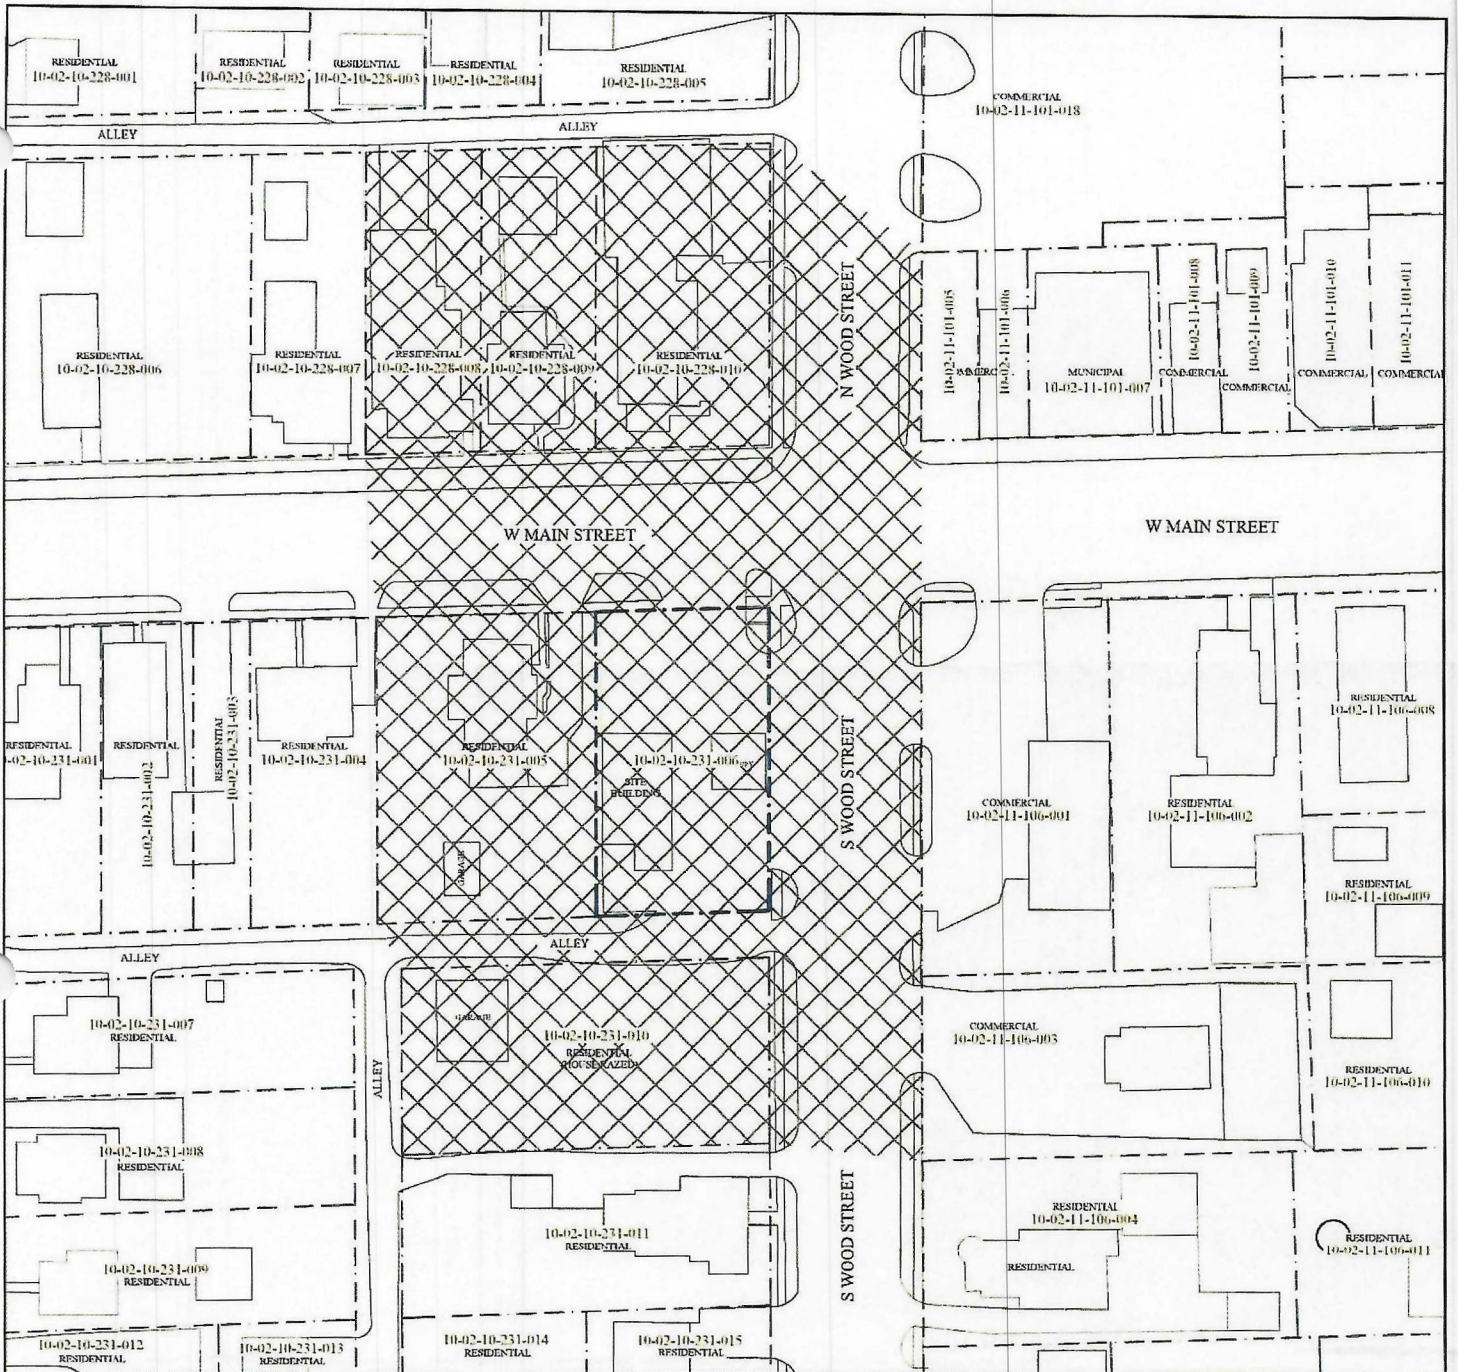 RESIDENTIAL
10-02-10-228-001
RESIDENTIAL
10-02-10-228-002
RESIDENTIAL
10-02-10-228-003
RESIDENTIAL
10-02-10-228-004
RESIDENTIAL
10-02-10-228-005
COMMERCIAL
10-02-11-101-018
ALLEY
ALLEY
RESIDENTIAL
10-02-10-228-006
RESIDENTIAL
10-02-10-228-007
RESIDENTIAL
10-02-10-228-008
RESIDENTIAL
10-02-10-228-009
RESIDENTIAL
10-02-10-228-010
N WOOD STREET
10-02-11-101-005
10-02-11-101-006
MUNICIPAL
10-02-11-101-007
10-02-11-101-008
COMMERCIAL
10-02-11-101-009
COMMERCIAL
10-02-11-101-010
COMMERCIAL
10-02-11-101-011
COMMERCIAL
W MAIN STREET
W MAIN STREET
RESIDENTIAL
-02-10-231-001
RESIDENTIAL
10-02-10-231-002
RESIDENTIAL
10-02-10-231-003
RESIDENTIAL
10-02-10-231-004
RESIDENTIAL
10-02-10-231-005
GARAGE
10-02-10-231-006
SITE
BUILDING
S WOOD STREET
COMMERCIAL
10-02-11-106-001
RESIDENTIAL
10-02-11-106-002
RESIDENTIAL
10-02-11-106-008
RESIDENTIAL
10-02-11-106-009
ALLEY
ALLEY
10-02-10-231-007
RESIDENTIAL
ALLEY
GARAGE
10-02-10-231-010
RESIDENTIAL
(HOUSE RAZED)
COMMERCIAL
10-02-11-106-003
RESIDENTIAL
10-02-11-106-010
10-02-10-231-008
RESIDENTIAL
10-02-10-231-011
RESIDENTIAL
S WOOD STREET
RESIDENTIAL
10-02-11-106-004
RESIDENTIAL
RESIDENTIAL
10-02-11-106-011
10-02-10-231-009
RESIDENTIAL
10-02-10-231-012
RESIDENTIAL
10-02-10-231-013
RESIDENTIAL
10-02-10-231-014
RESIDENTIAL
10-02-10-231-015
RESIDENTIAL